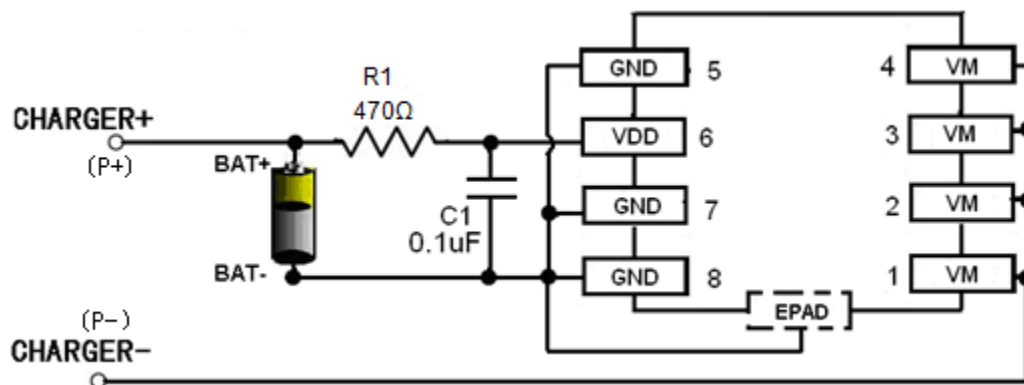 R1
470Ω
CHARGER+
(P+)
BAT+
C1
0.1uF
BAT-
(P-)
CHARGER-
GND 5
VDD 6
GND 7
GND 8
EPAD
4 VM
3 VM
2 VM
1 VM